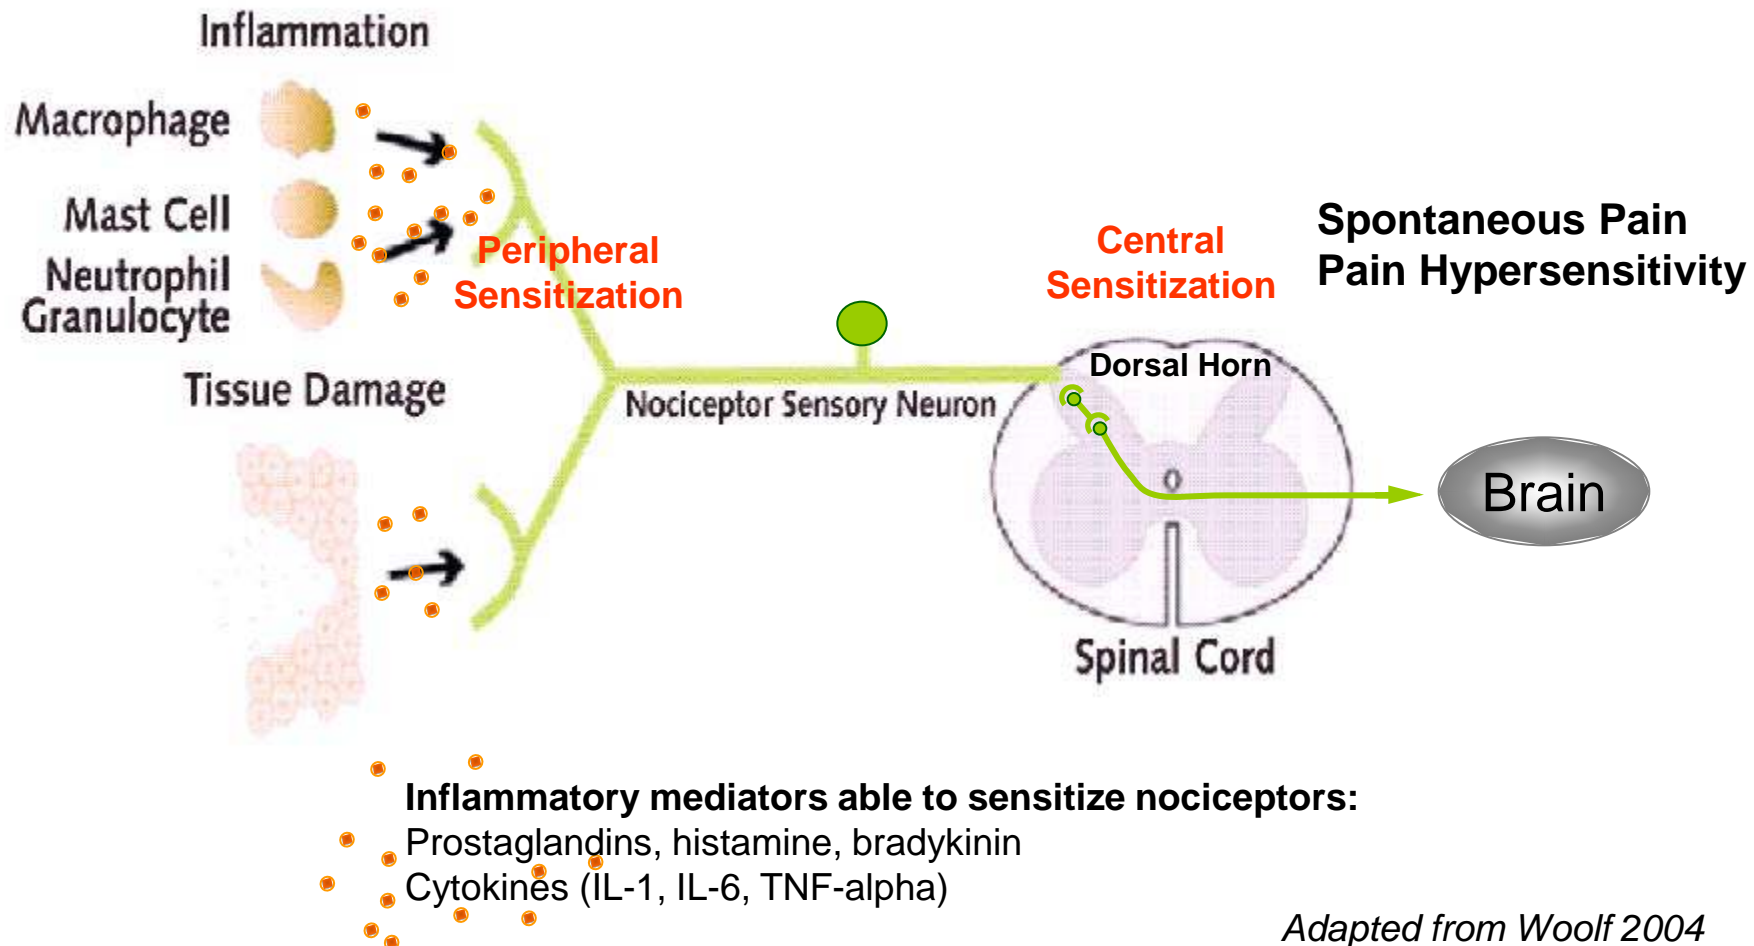 Inflammation
Macrophage
Mast Cell
Neutrophil
Granulocyte
Peripheral
Sensitization
Central
Sensitization
Spontaneous Pain
Pain Hypersensitivity
Tissue Damage
Nociceptor Sensory Neuron
Dorsal Horn
Brain
Spinal Cord
Inflammatory mediators able to sensitize nociceptors:
Prostaglandins, histamine, bradykinin
Cytokines (IL-1, IL-6, TNF-alpha)
Adapted from Woolf 2004